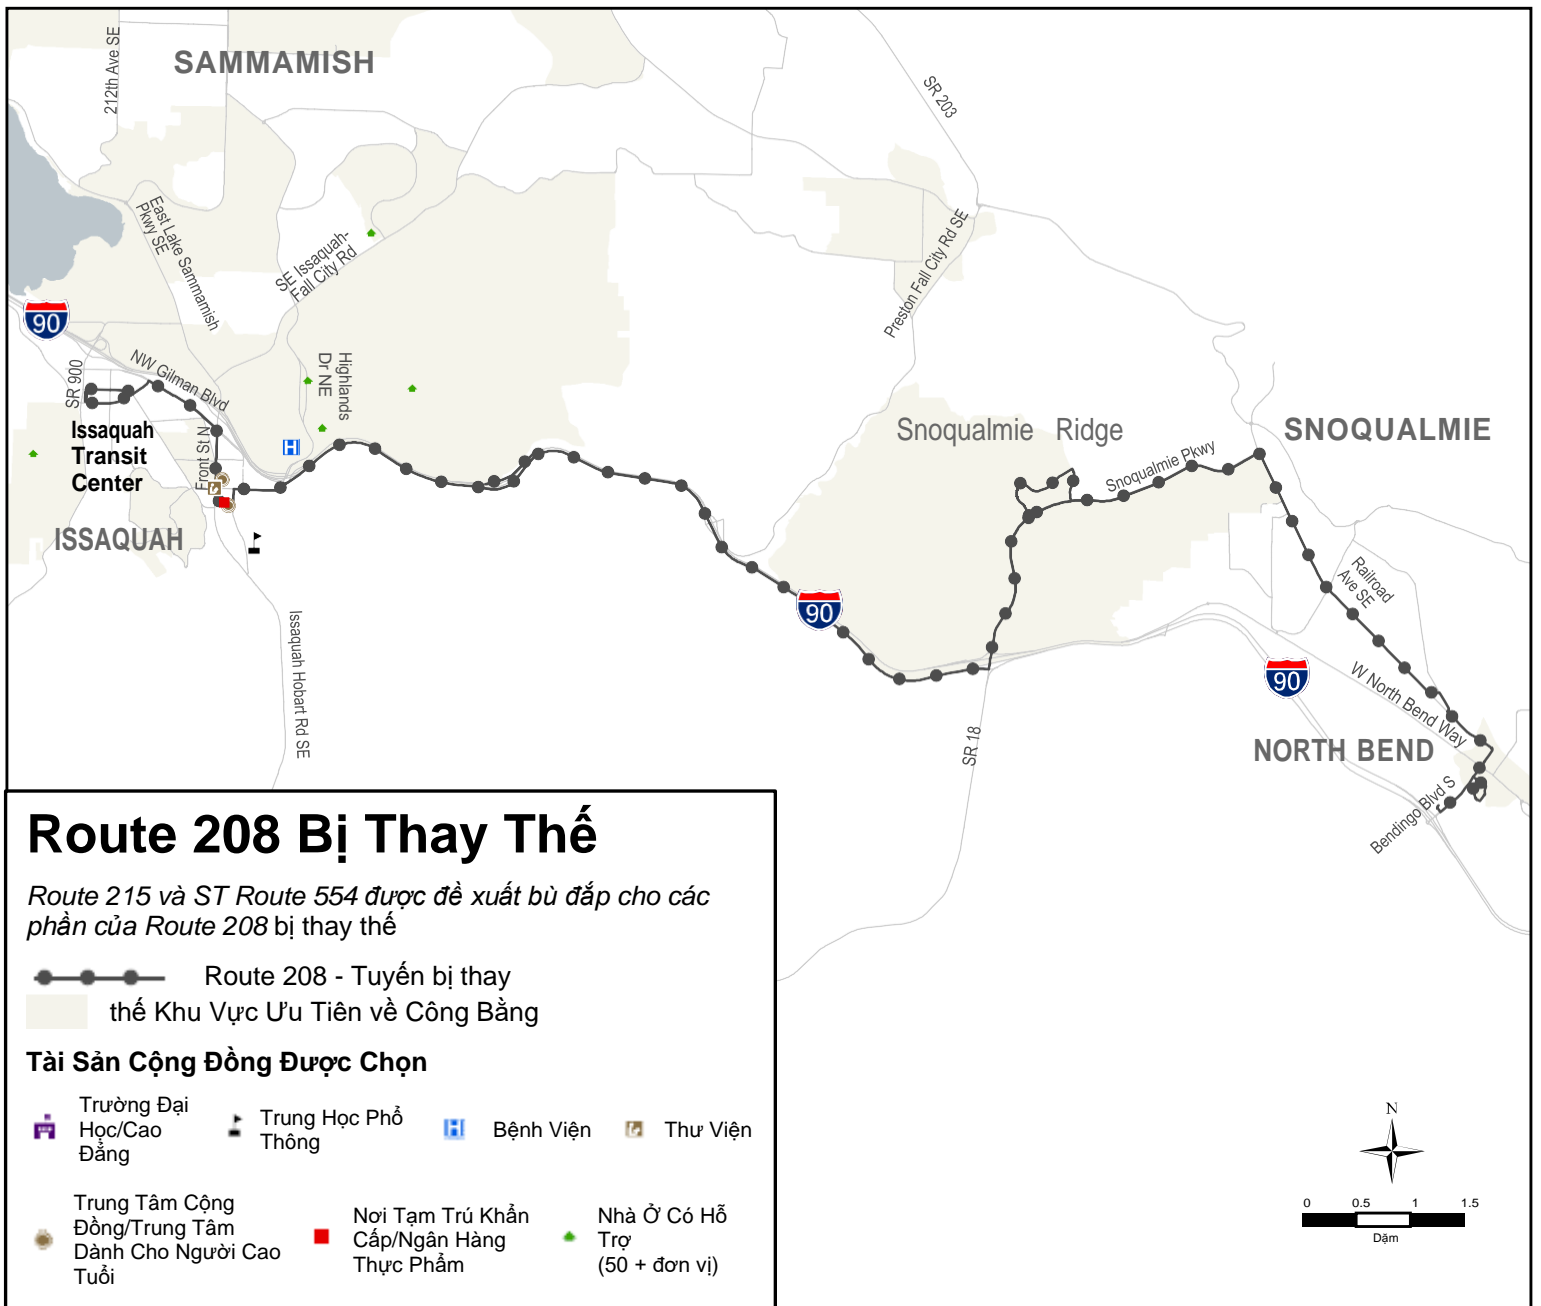 SAMMAMISH
212th Ave SE
SR 203
East Lake Sammamish
Pkwy SE
SE Issaquah-
Fall City Rd
Preston Fall City Rd SE
90
NW Gilman Blvd
SR 900
Highlands
Dr NE
Issaquah
Transit
Center
Front St N
ISSAQUAH
Snoqualmie Ridge
SNOQUALMIE
Snoqualmie Pkwy
Railroad
Ave SE
90
Issaquah Hobart Rd SE
90
W North Bend Way
SR 18
NORTH BEND
Bendingo Blvd S
Route 208 Bị Thay Thế
Route 215 và ST Route 554 được đề xuất bù đắp cho các
phần của Route 208 bị thay thế
Route 208 - Tuyến bị thay
thế Khu Vực Ưu Tiên về Công Bằng
Tài Sản Cộng Đồng Được Chọn
Trường Đại
Học/Cao
Đẳng
Trung Học Phổ
Thông
H
Bệnh Viện
Thư Viện
Trung Tâm Cộng
Đồng/Trung Tâm
Dành Cho Người Cao
Tuổi
Nơi Tạm Trú Khẩn
Cấp/Ngân Hàng
Thực Phẩm
Nhà Ở Có Hỗ
Trợ
(50 + đơn vị)
N
0 0.5 1 1.5
Dặm